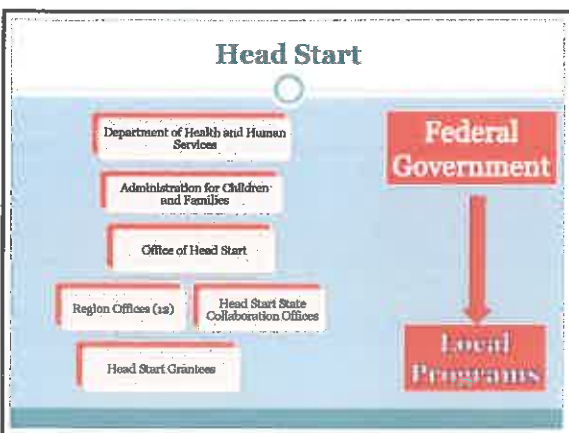 Head Start
Department of Health and Human
Services
Administration for Children
and Families
Office of Head Start
Region Offices (12)
Head Start State
Collaboration Offices
Head Start Grantees
Federal
Government
Local
Programs